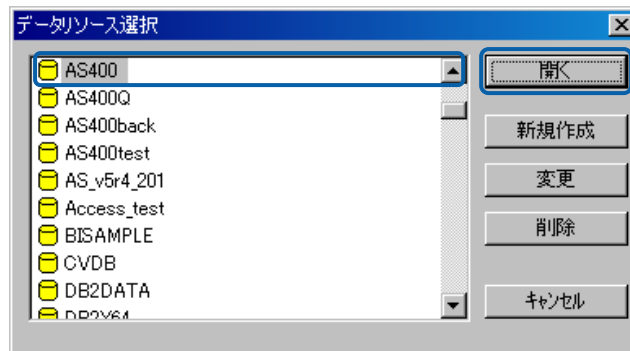 データリソース選択
AS400
AS400Q
AS400back
AS400test
AS_v5r4_201
Access_test
BISAMPLE
CVDB
DB2DATA
DB2Y64
開く
新規作成
変更
削除
キャンセル